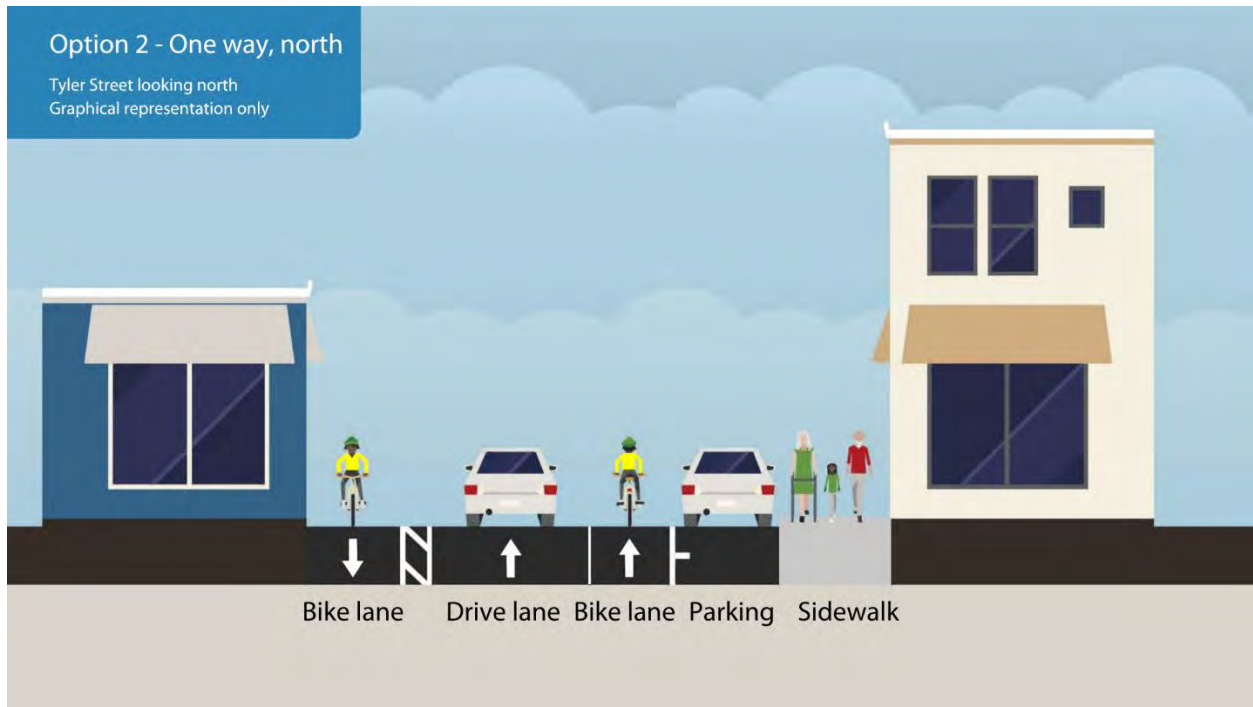 Option 2 - One way, north
Tyler Street looking north
Graphical representation only
Bike lane Drive lane Bike lane Parking Sidewalk